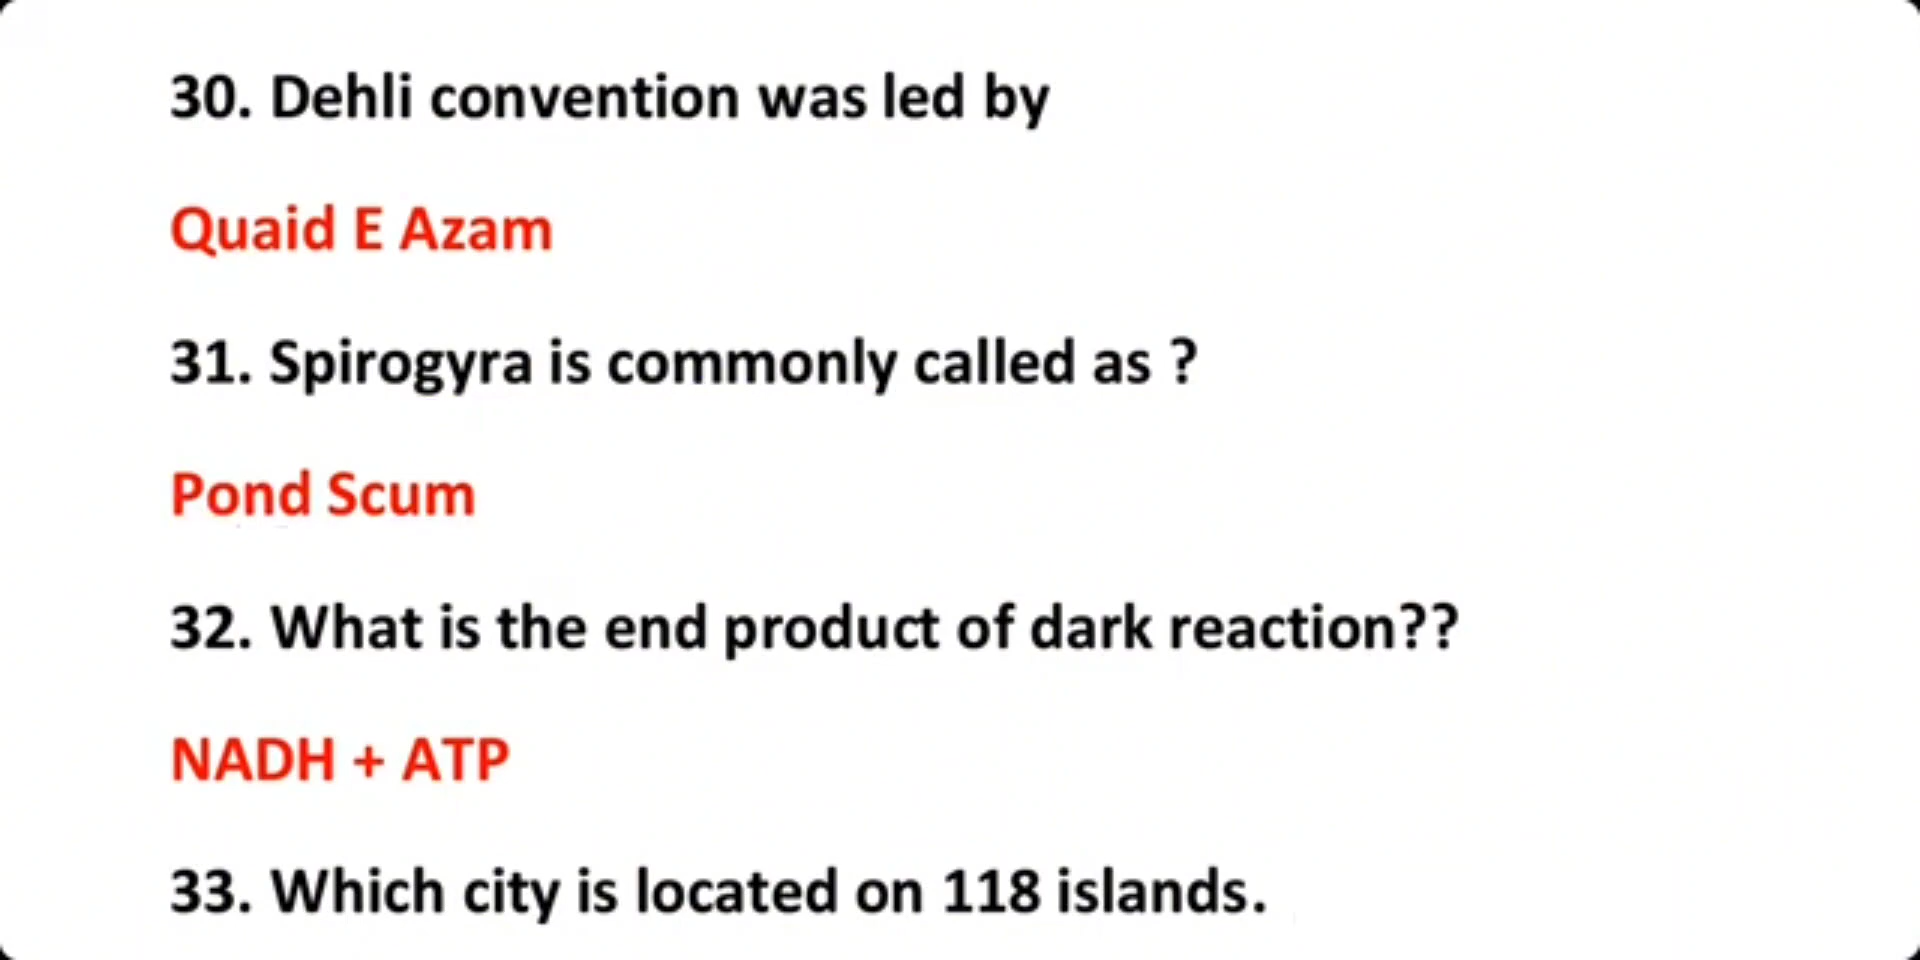 30. Dehli convention was led by
Quaid E Azam
31. Spirogyra is commonly called as ?
Pond Scum
32. What is the end product of dark reaction??
NADH + ATP
33. Which city is located on 118 islands.